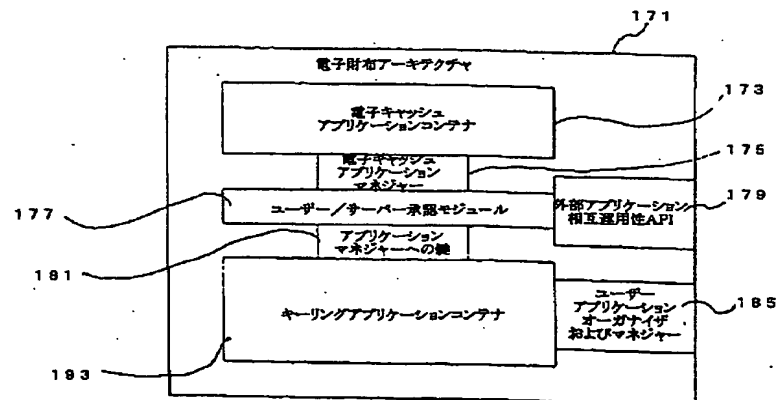 171
電子財布アーキテクチャ
173
電子キャッシュ
アプリケーションコンテナ
175
電子キャッシュ
アプリケーション
マネジャー
177
ユーザー/サーバー承認モジュール
外部アプリケーション
相互運用性API
179
181
アプリケーション
マネジャーへの鍵
キーリングアプリケーションコンテナ
ユーザー
アプリケーション
オーガナイザ
およびマネジャー
185
193